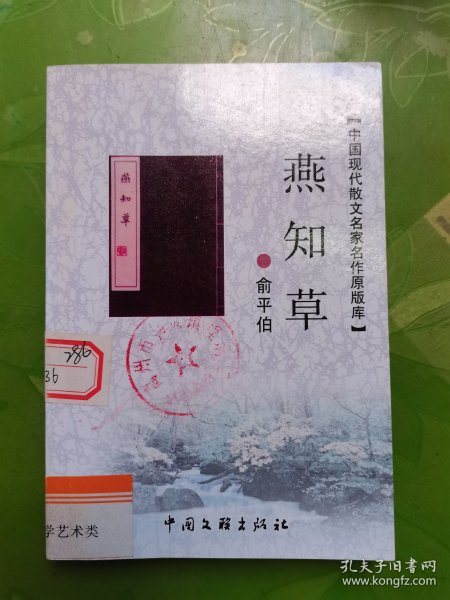 【中国现代散文名家名作原版库】
燕知草
俞平伯
燕知草
286
36
学艺术类
中国文联出版社
孔夫子旧书网
www.kongfz.com